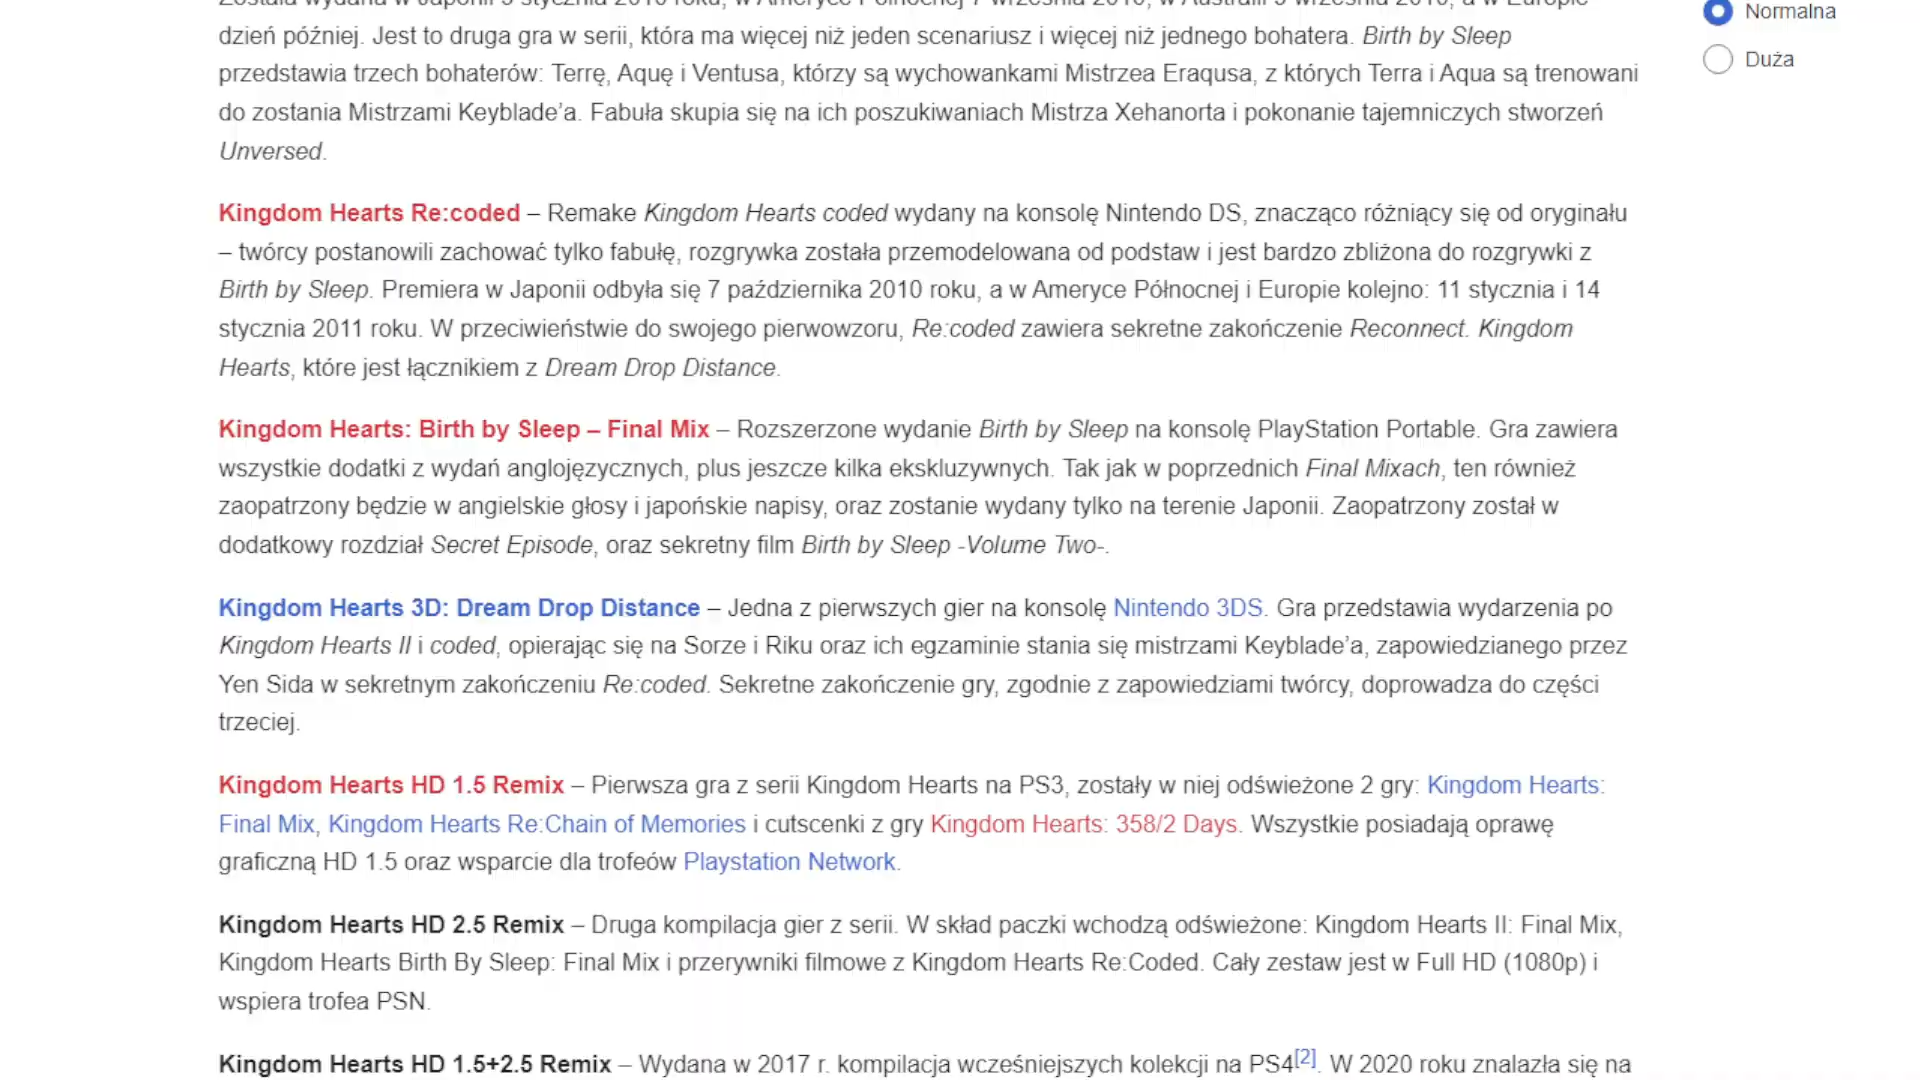 dzień później. Jest to druga gra w serii, która ma więcej niż jeden scenariusz i więcej niż jednego bohatera. Birth by Sleep
przedstawia trzech bohaterów: Terrę, Aquę i Ventusa, którzy są wychowankami Mistrzea Eraqusa, z których Terra i Aqua są trenowani
do zostania Mistrzami Keyblade’a. Fabuła skupia się na ich poszukiwaniach Mistrza Xehanorta i pokonanie tajemniczych stworzeń
Unversed.
Kingdom Hearts Re:coded – Remake Kingdom Hearts coded wydany na konsolę Nintendo DS, znacząco różniący się od oryginału
– twórcy postanowili zachować tylko fabułę, rozgrywka została przemodelowana od podstaw i jest bardzo zbliżona do rozgrywki z
Birth by Sleep. Premiera w Japonii odbyła się 7 października 2010 roku, a w Ameryce Północnej i Europie kolejno: 11 stycznia i 14
stycznia 2011 roku. W przeciwieństwie do swojego pierwowzoru, Re:coded zawiera sekretne zakończenie Reconnect. Kingdom
Hearts, które jest łącznikiem z Dream Drop Distance.
Kingdom Hearts: Birth by Sleep – Final Mix – Rozszerzone wydanie Birth by Sleep na konsolę PlayStation Portable. Gra zawiera
wszystkie dodatki z wydań anglojęzycznych, plus jeszcze kilka ekskluzywnych. Tak jak w poprzednich Final Mixach, ten również
zaopatrzony będzie w angielskie głosy i japońskie napisy, oraz zostanie wydany tylko na terenie Japonii. Zaopatrzony został w
dodatkowy rozdział Secret Episode, oraz sekretny film Birth by Sleep -Volume Two-.
Kingdom Hearts 3D: Dream Drop Distance – Jedna z pierwszych gier na konsolę Nintendo 3DS. Gra przedstawia wydarzenia po
Kingdom Hearts II i coded, opierając się na Sorze i Riku oraz ich egzaminie stania się mistrzami Keyblade’a, zapowiedzianego przez
Yen Sida w sekretnym zakończeniu Re:coded. Sekretne zakończenie gry, zgodnie z zapowiedziami twórcy, doprowadza do części
trzeciej.
Kingdom Hearts HD 1.5 Remix – Pierwsza gra z serii Kingdom Hearts na PS3, zostały w niej odświeżone 2 gry: Kingdom Hearts:
Final Mix, Kingdom Hearts Re:Chain of Memories i cutscenki z gry Kingdom Hearts: 358/2 Days. Wszystkie posiadają oprawę
graficzną HD 1.5 oraz wsparcie dla trofeów Playstation Network.
Kingdom Hearts HD 2.5 Remix – Druga kompilacja gier z serii. W skład paczki wchodzą odświeżone: Kingdom Hearts II: Final Mix,
Kingdom Hearts Birth By Sleep: Final Mix i przerywniki filmowe z Kingdom Hearts Re:Coded. Cały zestaw jest w Full HD (1080p) i
wspiera trofea PSN.
Kingdom Hearts HD 1.5+2.5 Remix – Wydana w 2017 r. kompilacja wcześniejszych kolekcji na PS4[2]. W 2020 roku znalazła się na
Normalna
Duża